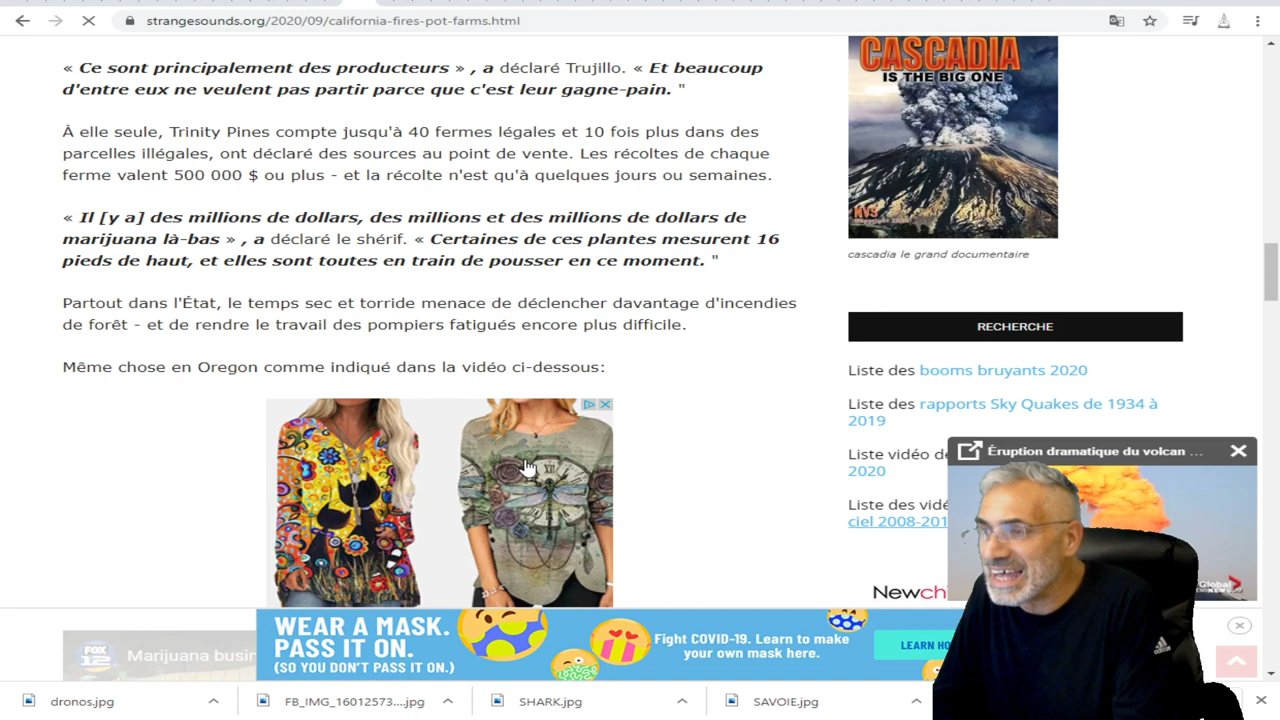 strangesounds.org/2020/09/california-fires-pot-farms.html
« Ce sont principalement des producteurs » , a déclaré Trujillo. « Et beaucoup
d'entre eux ne veulent pas partir parce que c'est leur gagne-pain. "
À elle seule, Trinity Pines compte jusqu'à 40 fermes légales et 10 fois plus dans des
parcelles illégales, ont déclaré des sources au point de vente. Les récoltes de chaque
ferme valent 500 000 $ ou plus - et la récolte n'est qu'à quelques jours ou semaines.
« Il [y a] des millions de dollars, des millions et des millions de dollars de
marijuana là-bas » , a déclaré le shérif. « Certaines de ces plantes mesurent 16
pieds de haut, et elles sont toutes en train de pousser en ce moment. "
Partout dans l'État, le temps sec et torride menace de déclencher davantage d'incendies
de forêt - et de rendre le travail des pompiers fatigués encore plus difficile.
Même chose en Oregon comme indiqué dans la vidéo ci-dessous:
CASCADIA
IS THE BIG ONE
cascadia le grand documentaire
RECHERCHE
Liste des booms bruyants 2020
Liste des rapports Sky Quakes de 1934 à
2019
Liste vidéo de
2020
Liste des vidé
ciel 2008-201
Éruption dramatique du volcan ...
Global
NEWS
Newch
FOX
12
Marijuana busin
WEAR A MASK.
PASS IT ON.
(SO YOU DON'T PASS IT ON.)
Fight COVID-19. Learn to make
your own mask here.
LEARN HO
dronos.jpg
FB_IMG_16012573....jpg
SHARK.jpg
SAVOIE.jpg